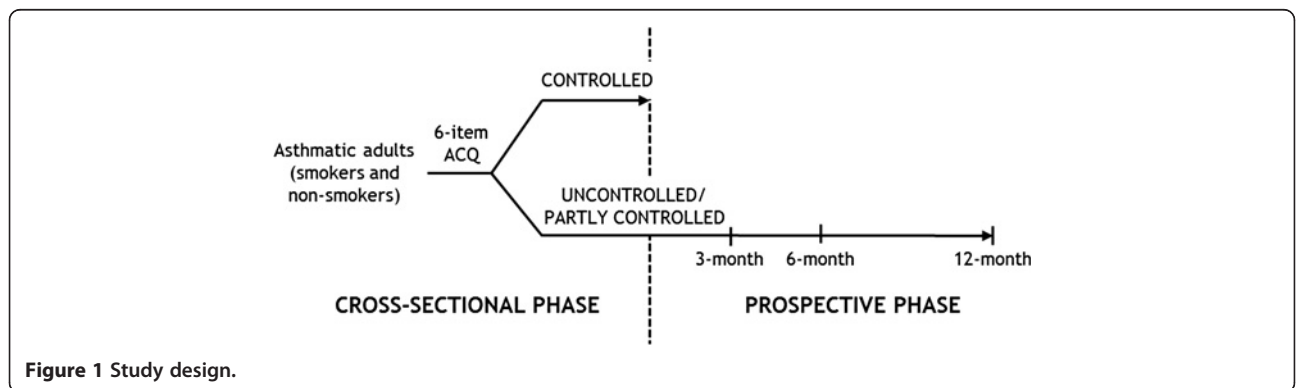 CONTROLLED
6-item
ACQ
Asthmatic adults
(smokers and
non-smokers)
UNCONTROLLED/
PARTLY CONTROLLED
3-month
6-month
12-month
CROSS-SECTIONAL PHASE
PROSPECTIVE PHASE
Figure 1 Study design.